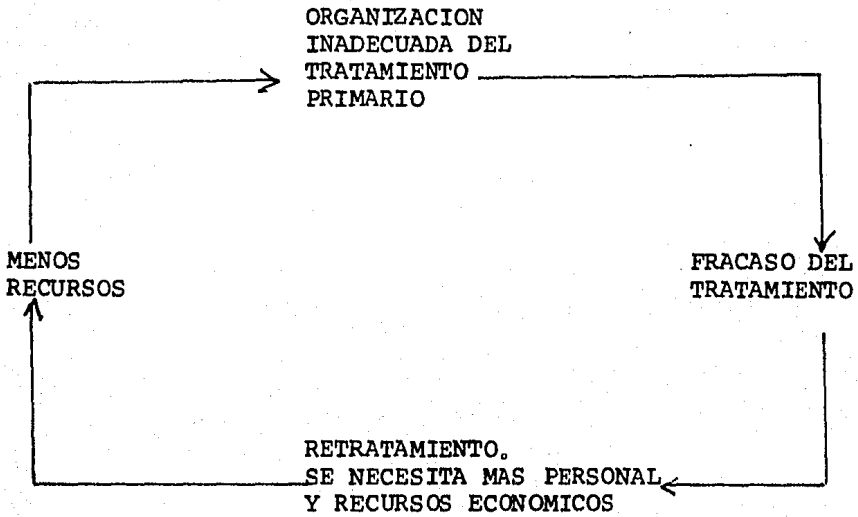 ORGANIZACION
INADECUADA DEL
TRATAMIENTO
PRIMARIO
MENOS
RECURSOS
FRACASO DEL
TRATAMIENTO
RETRATAMIENTO.
SE NECESITA MAS PERSONAL
Y RECURSOS ECONOMICOS